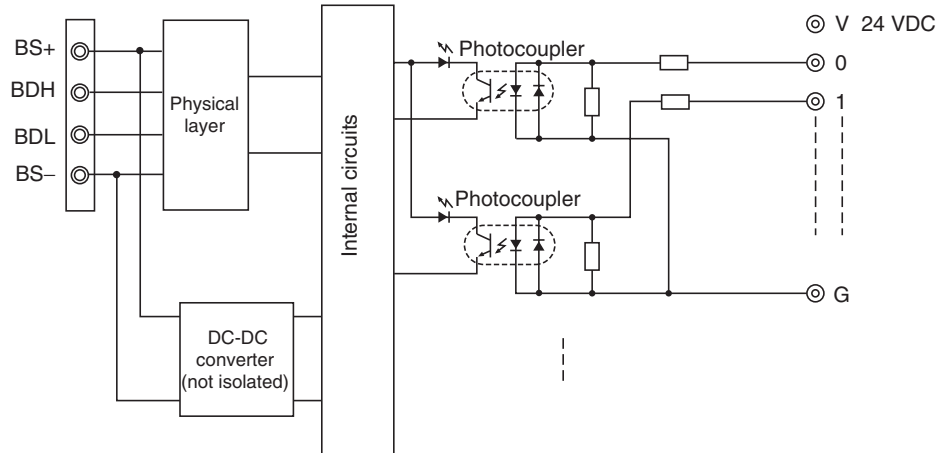 BS+
BDH
BDL
BS−
Physical
layer
DC-DC
converter
(not isolated)
Internal circuits
Photocoupler
Photocoupler
V 24 VDC
0
1
G